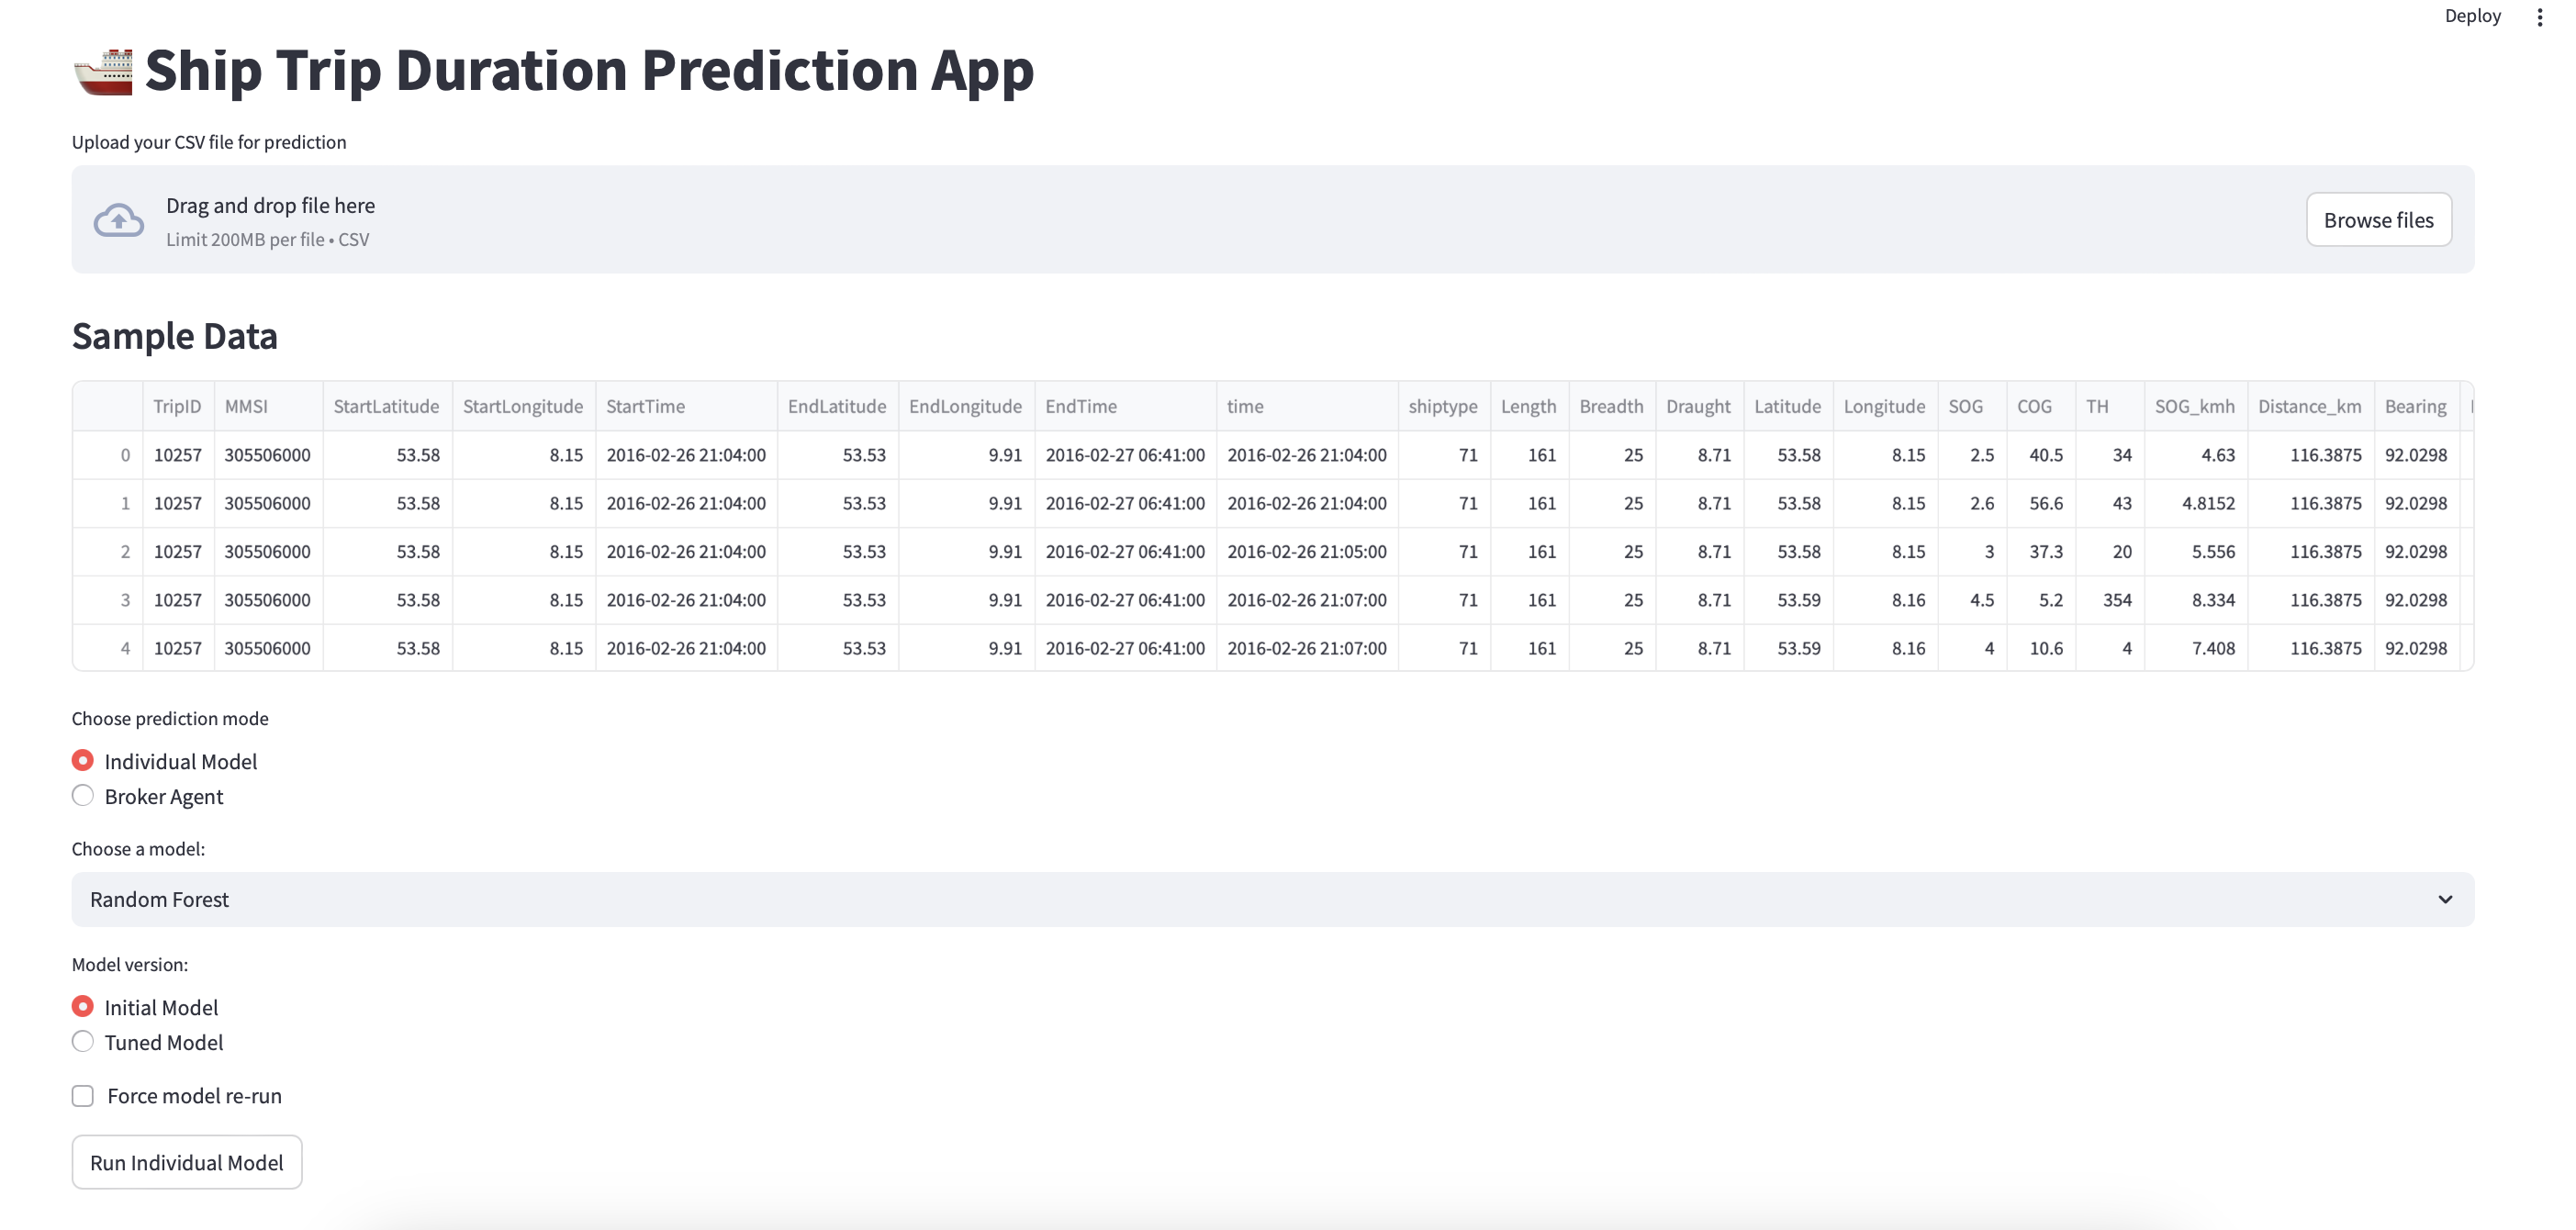 Deploy
Ship Trip Duration Prediction App
Upload your CSV file for prediction
Drag and drop file here
Limit 200MB per file • CSV
Browse files
Sample Data
TripID MMSI StartLatitude StartLongitude StartTime EndLatitude EndLongitude EndTime time shiptype Length Breadth Draught Latitude Longitude SOG COG TH SOG_kmh Distance_km Bearing
0 10257 305506000 53.58 8.15 2016-02-26 21:04:00 53.53 9.91 2016-02-27 06:41:00 2016-02-26 21:04:00 71 161 25 8.71 53.58 8.15 2.5 40.5 34 4.63 116.3875 92.0298
1 10257 305506000 53.58 8.15 2016-02-26 21:04:00 53.53 9.91 2016-02-27 06:41:00 2016-02-26 21:04:00 71 161 25 8.71 53.58 8.15 2.6 56.6 43 4.8152 116.3875 92.0298
2 10257 305506000 53.58 8.15 2016-02-26 21:04:00 53.53 9.91 2016-02-27 06:41:00 2016-02-26 21:05:00 71 161 25 8.71 53.58 8.15 3 37.3 20 5.556 116.3875 92.0298
3 10257 305506000 53.58 8.15 2016-02-26 21:04:00 53.53 9.91 2016-02-27 06:41:00 2016-02-26 21:07:00 71 161 25 8.71 53.59 8.16 4.5 5.2 354 8.334 116.3875 92.0298
4 10257 305506000 53.58 8.15 2016-02-26 21:04:00 53.53 9.91 2016-02-27 06:41:00 2016-02-26 21:07:00 71 161 25 8.71 53.59 8.16 4 10.6 4 7.408 116.3875 92.0298
Choose prediction mode
Individual Model
Broker Agent
Choose a model:
Random Forest
Model version:
Initial Model
Tuned Model
Force model re-run
Run Individual Model